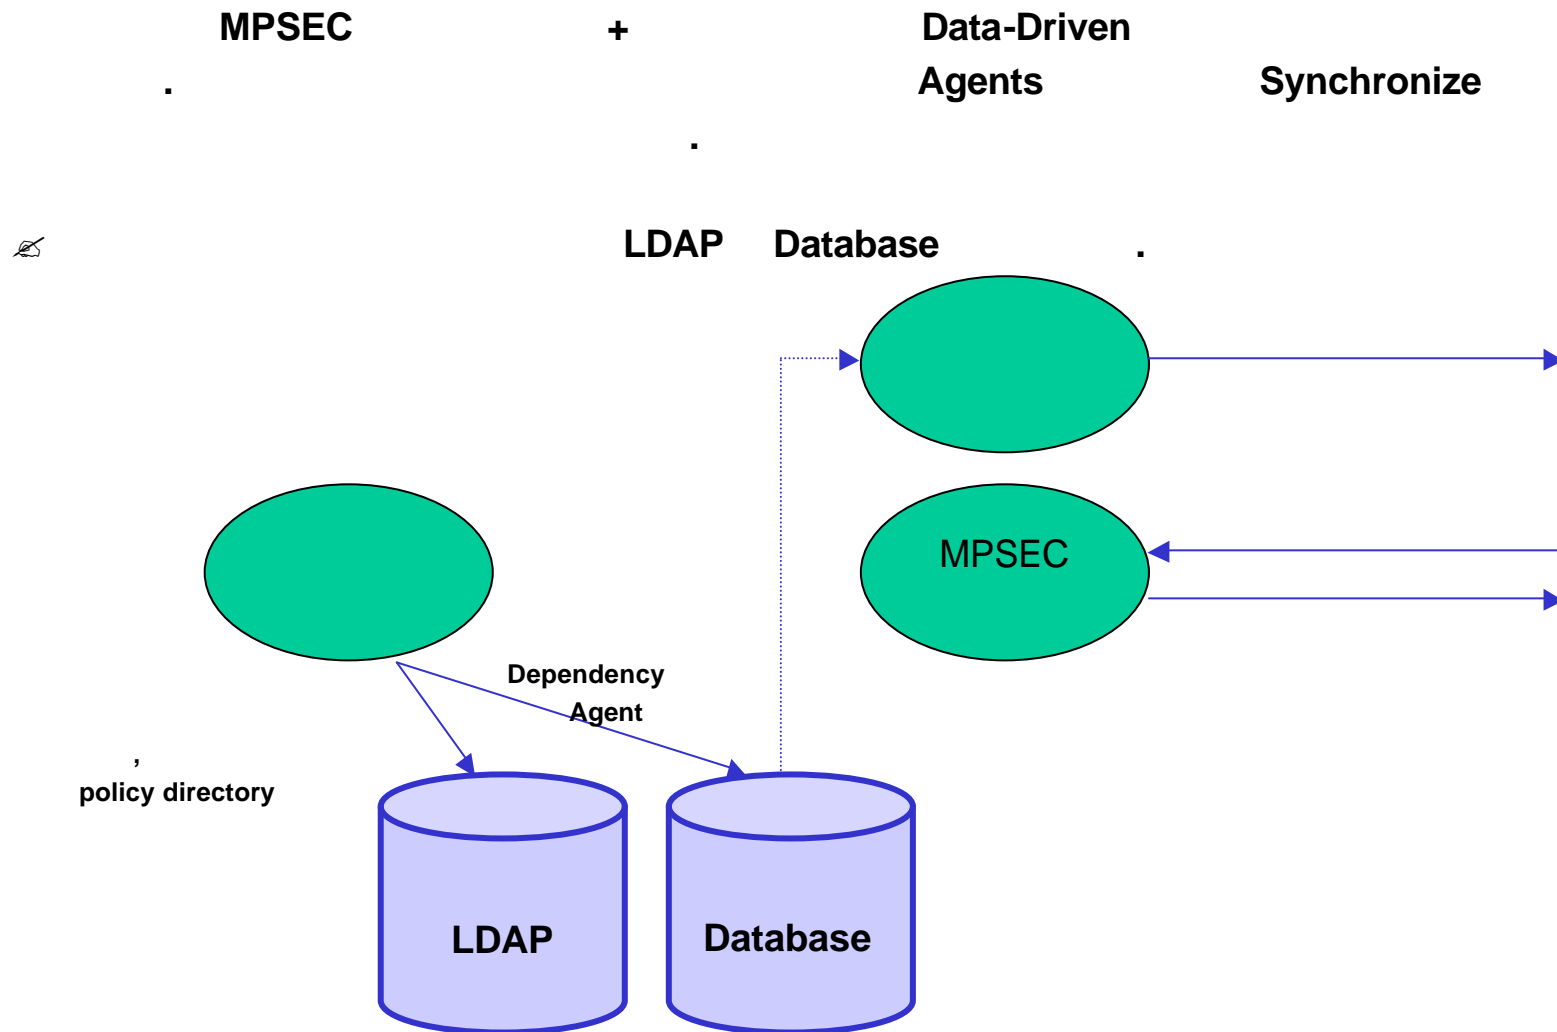 MPSEC + Data-Driven
. Agents Synchronize
.
LDAP Database .
MPSEC
Dependency
Agent
,
policy directory
LDAP
Database